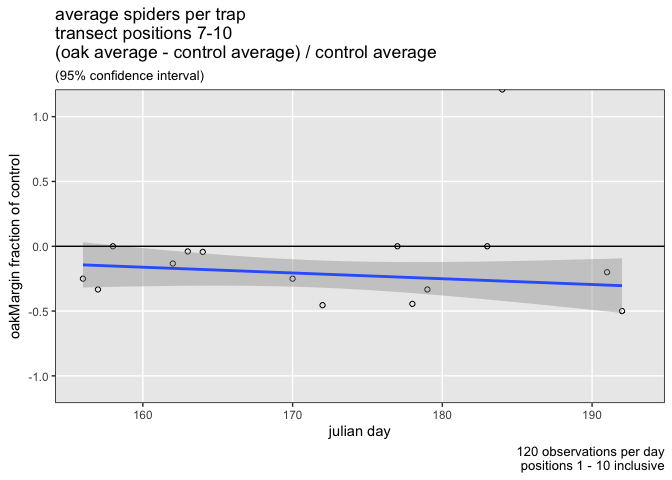 average spiders per trap
transect positions 7-10
(oak average - control average) / control average
(95% confidence interval)
oakMargin fraction of control
1.0
0.5
0.0
-0.5
-1.0
160
170
180
190
julian day
120 observations per day
positions 1 - 10 inclusive